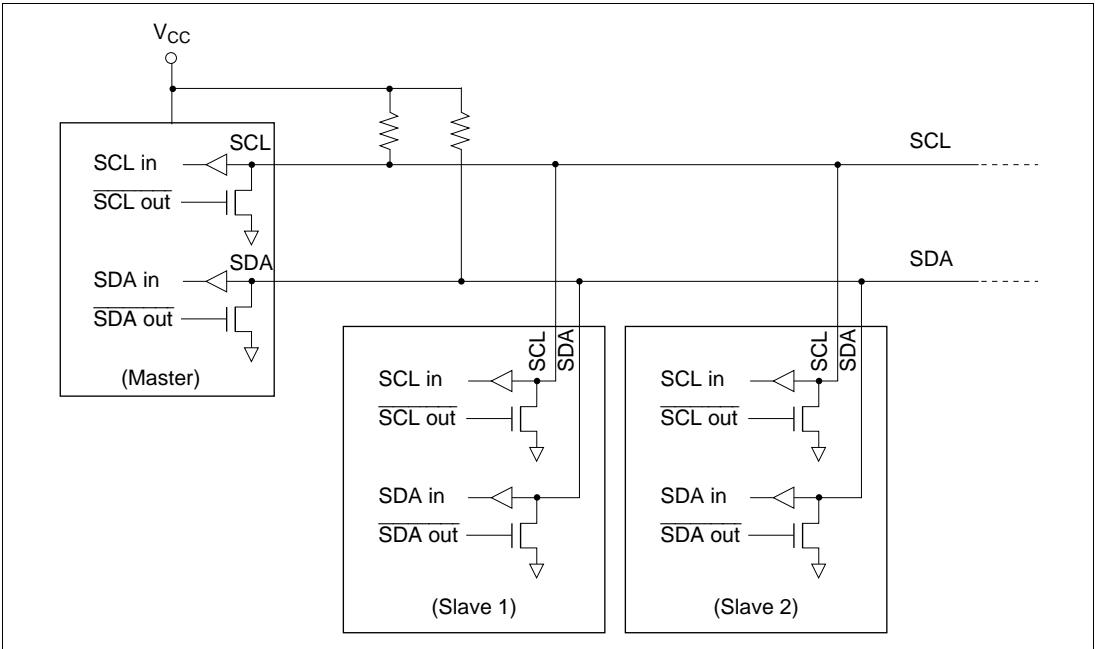 VCC
SCL
SCL in
SCL out
SDA
SDA in
SDA out
(Master)
SCL
SDA
SCL
SDA
SCL in
SCL out
SDA in
SDA out
(Slave 1)
SCL
SDA
SCL in
SCL out
SDA in
SDA out
(Slave 2)